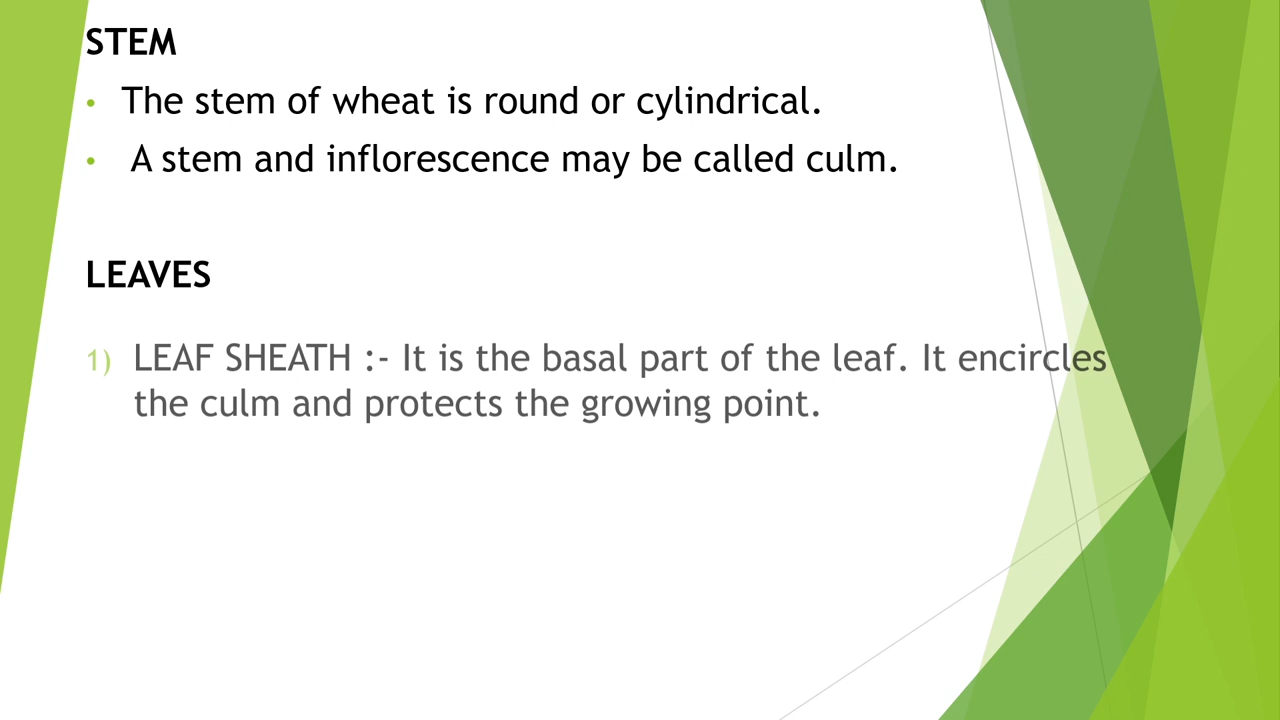 STEM
• The stem of wheat is round or cylindrical.
• A stem and inflorescence may be called culm.
LEAVES
1) LEAF SHEATH :- It is the basal part of the leaf. It encircles
the culm and protects the growing point.